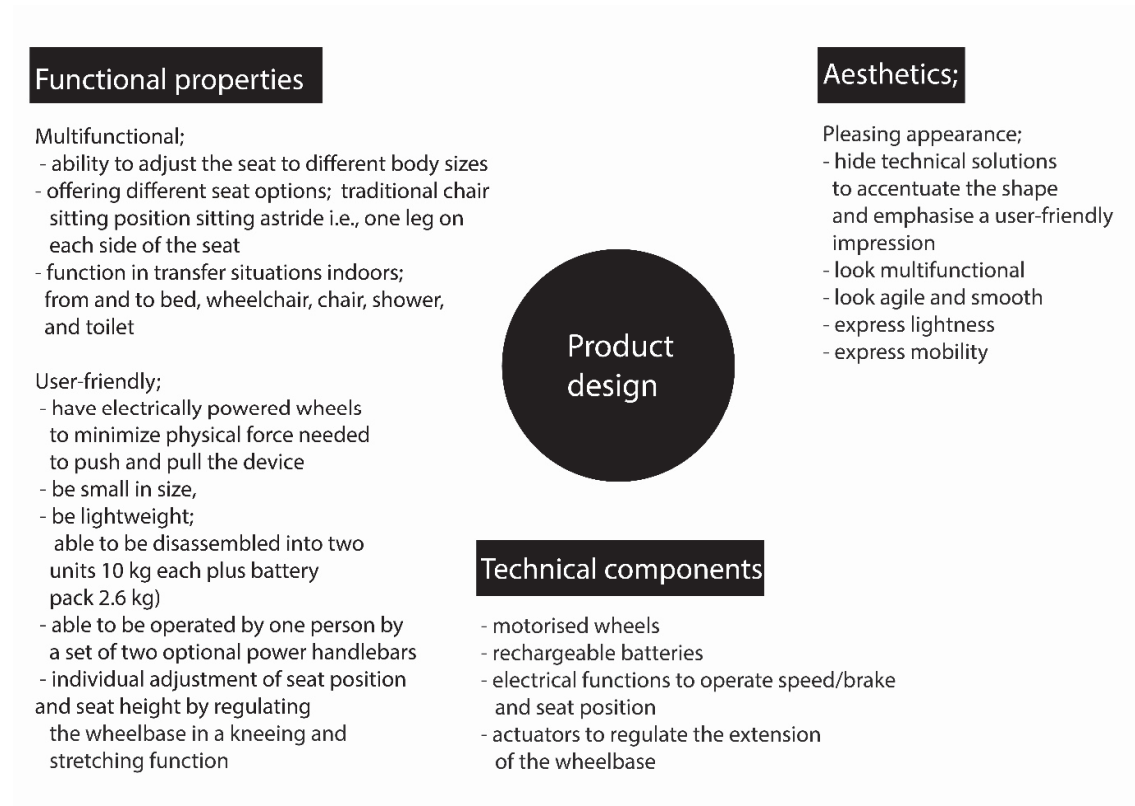 Functional properties
Multifunctional;
- ability to adjust the seat to different body sizes
- offering different seat options; traditional chair
sitting position sitting astride i.e., one leg on
each side of the seat
- function in transfer situations indoors;
from and to bed, wheelchair, chair, shower,
and toilet
User-friendly;
- have electrically powered wheels
to minimize physical force needed
to push and pull the device
- be small in size,
- be lightweight;
able to be disassembled into two
units 10 kg each plus battery
pack 2.6 kg)
- able to be operated by one person by
a set of two optional power handlebars
- individual adjustment of seat position
and seat height by regulating
the wheelbase in a kneeing and
stretching function
Product
design
Aesthetics;
Pleasing appearance;
- hide technical solutions
to accentuate the shape
and emphasise a user-friendly
impression
- look multifunctional
- look agile and smooth
- express lightness
- express mobility
Technical components
- motorised wheels
- rechargeable batteries
- electrical functions to operate speed/brake
and seat position
- actuators to regulate the extension
of the wheelbase